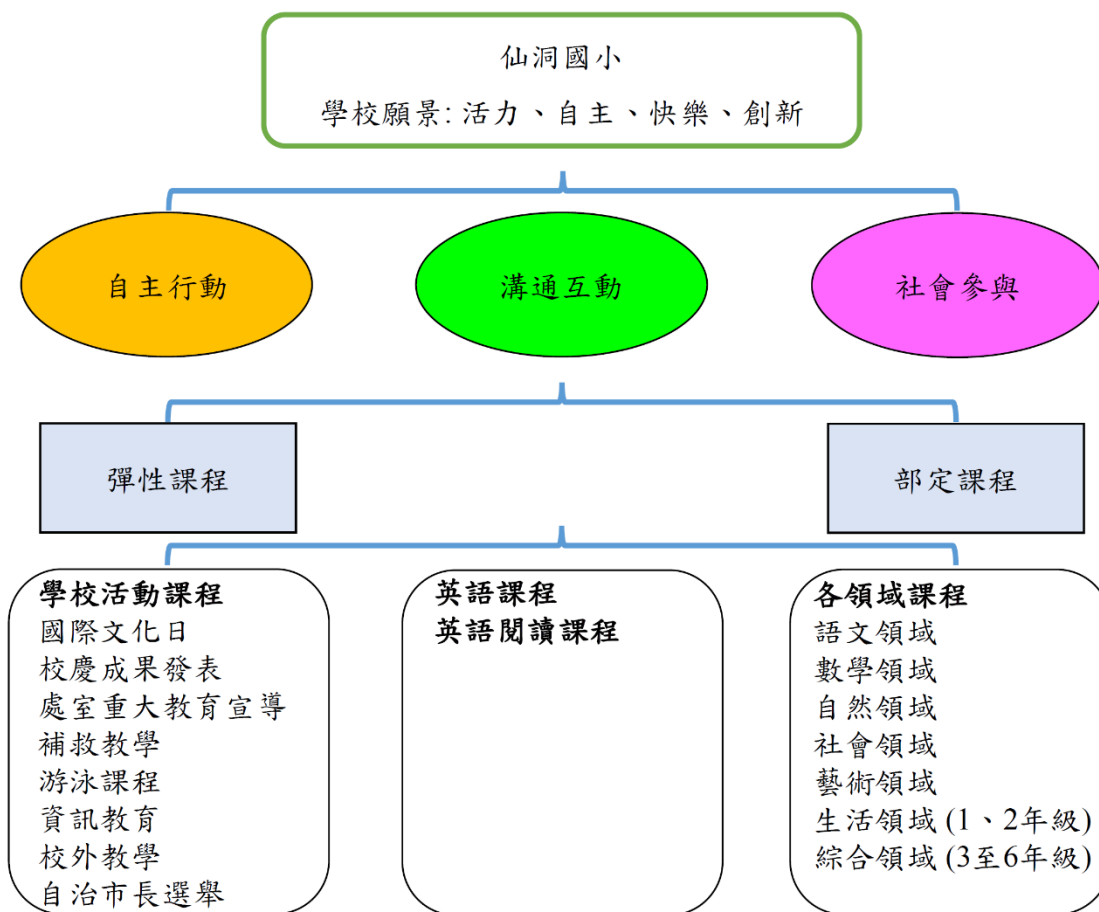 仙洞國小
學校願景: 活力、自主、快樂、創新
自主行動
溝通互動
社會參與
彈性課程
部定課程
學校活動課程
國際文化日
校慶成果發表
處室重大教育宣導
補救教學
游泳課程
資訊教育
校外教學
自治市長選舉
英語課程
英語閱讀課程
各領域課程
語文領域
數學領域
自然領域
社會領域
藝術領域
生活領域 (1、2年級)
綜合領域 (3至6年級)